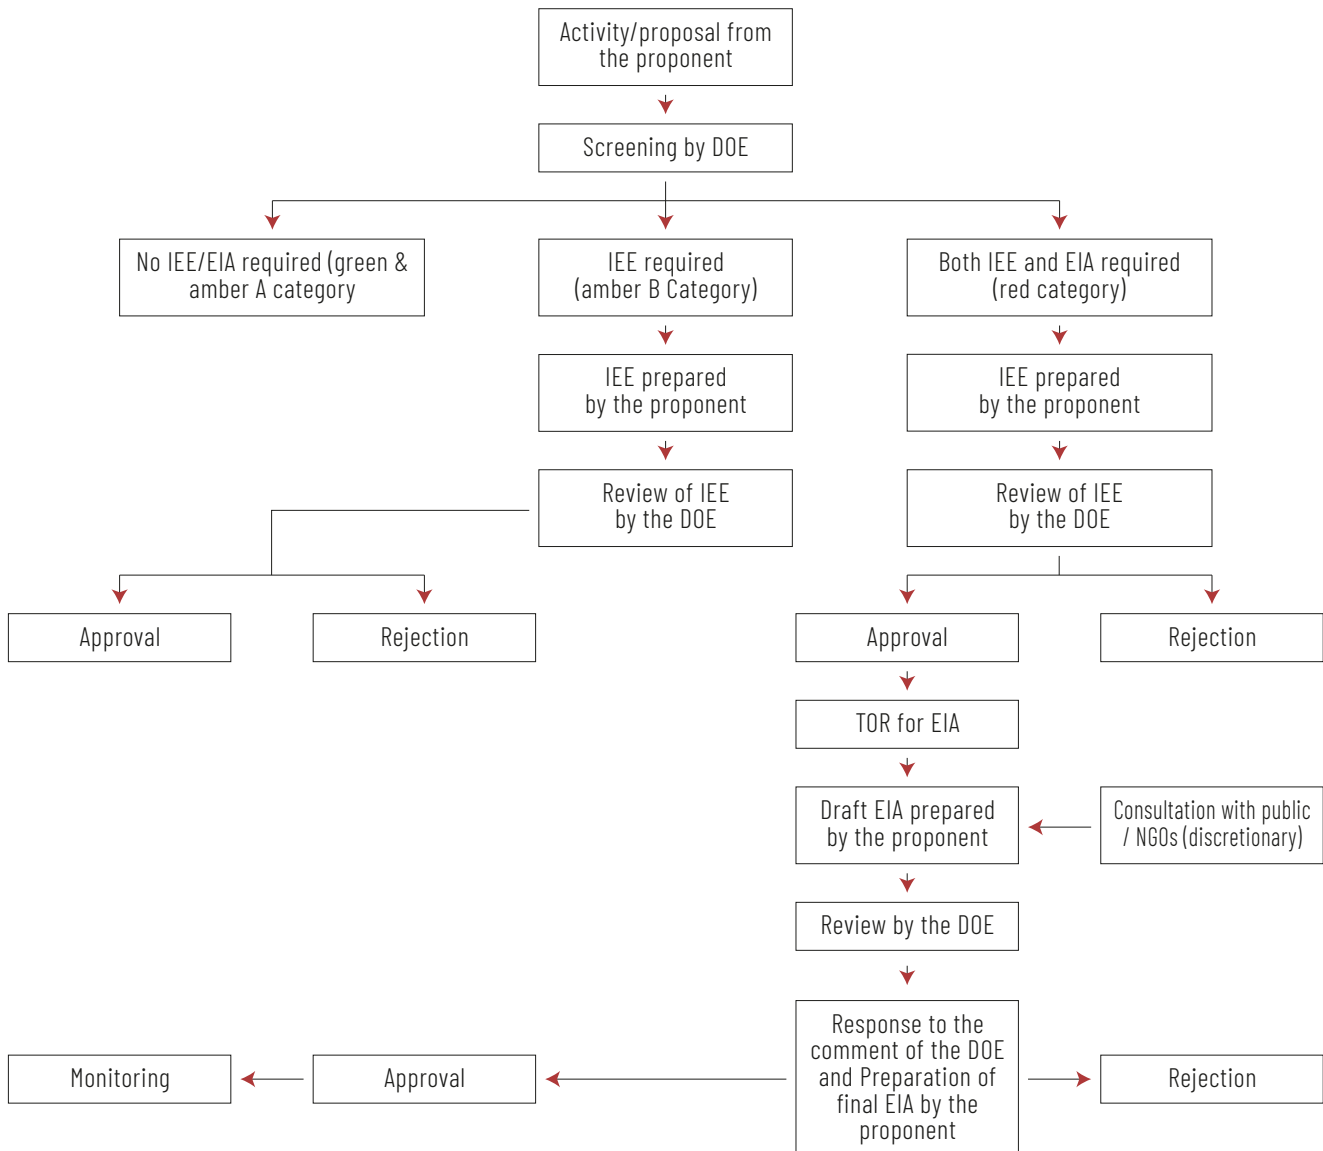 Activity/proposal from
the proponent
Screening by DOE
No IEE/EIA required (green &
amber A category
IEE required
(amber B Category)
Both IEE and EIA required
(red category)
IEE prepared
by the proponent
IEE prepared
by the proponent
Review of IEE
by the DOE
Review of IEE
by the DOE
Approval
Rejection
Approval
Rejection
TOR for EIA
Draft EIA prepared
by the proponent
Consultation with public
/ NGOs (discretionary)
Review by the DOE
Response to the
comment of the DOE
and Preparation of
final EIA by the
proponent
Monitoring
Approval
Rejection